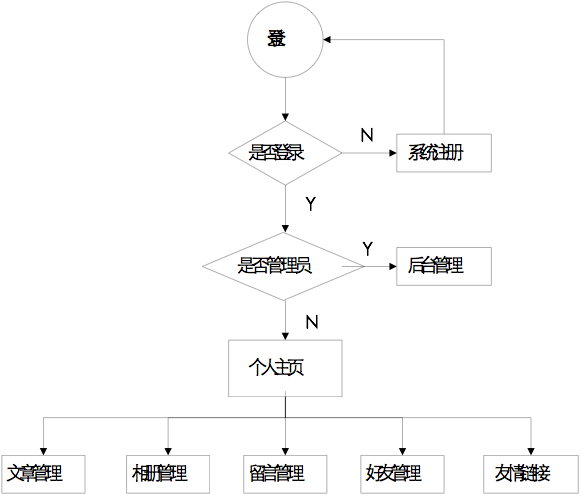 登录
是否登录
N
系统注册
Y
是否管理员
Y
后台管理
N
个人主页
文章管理
相册管理
留言管理
好友管理
友情链接